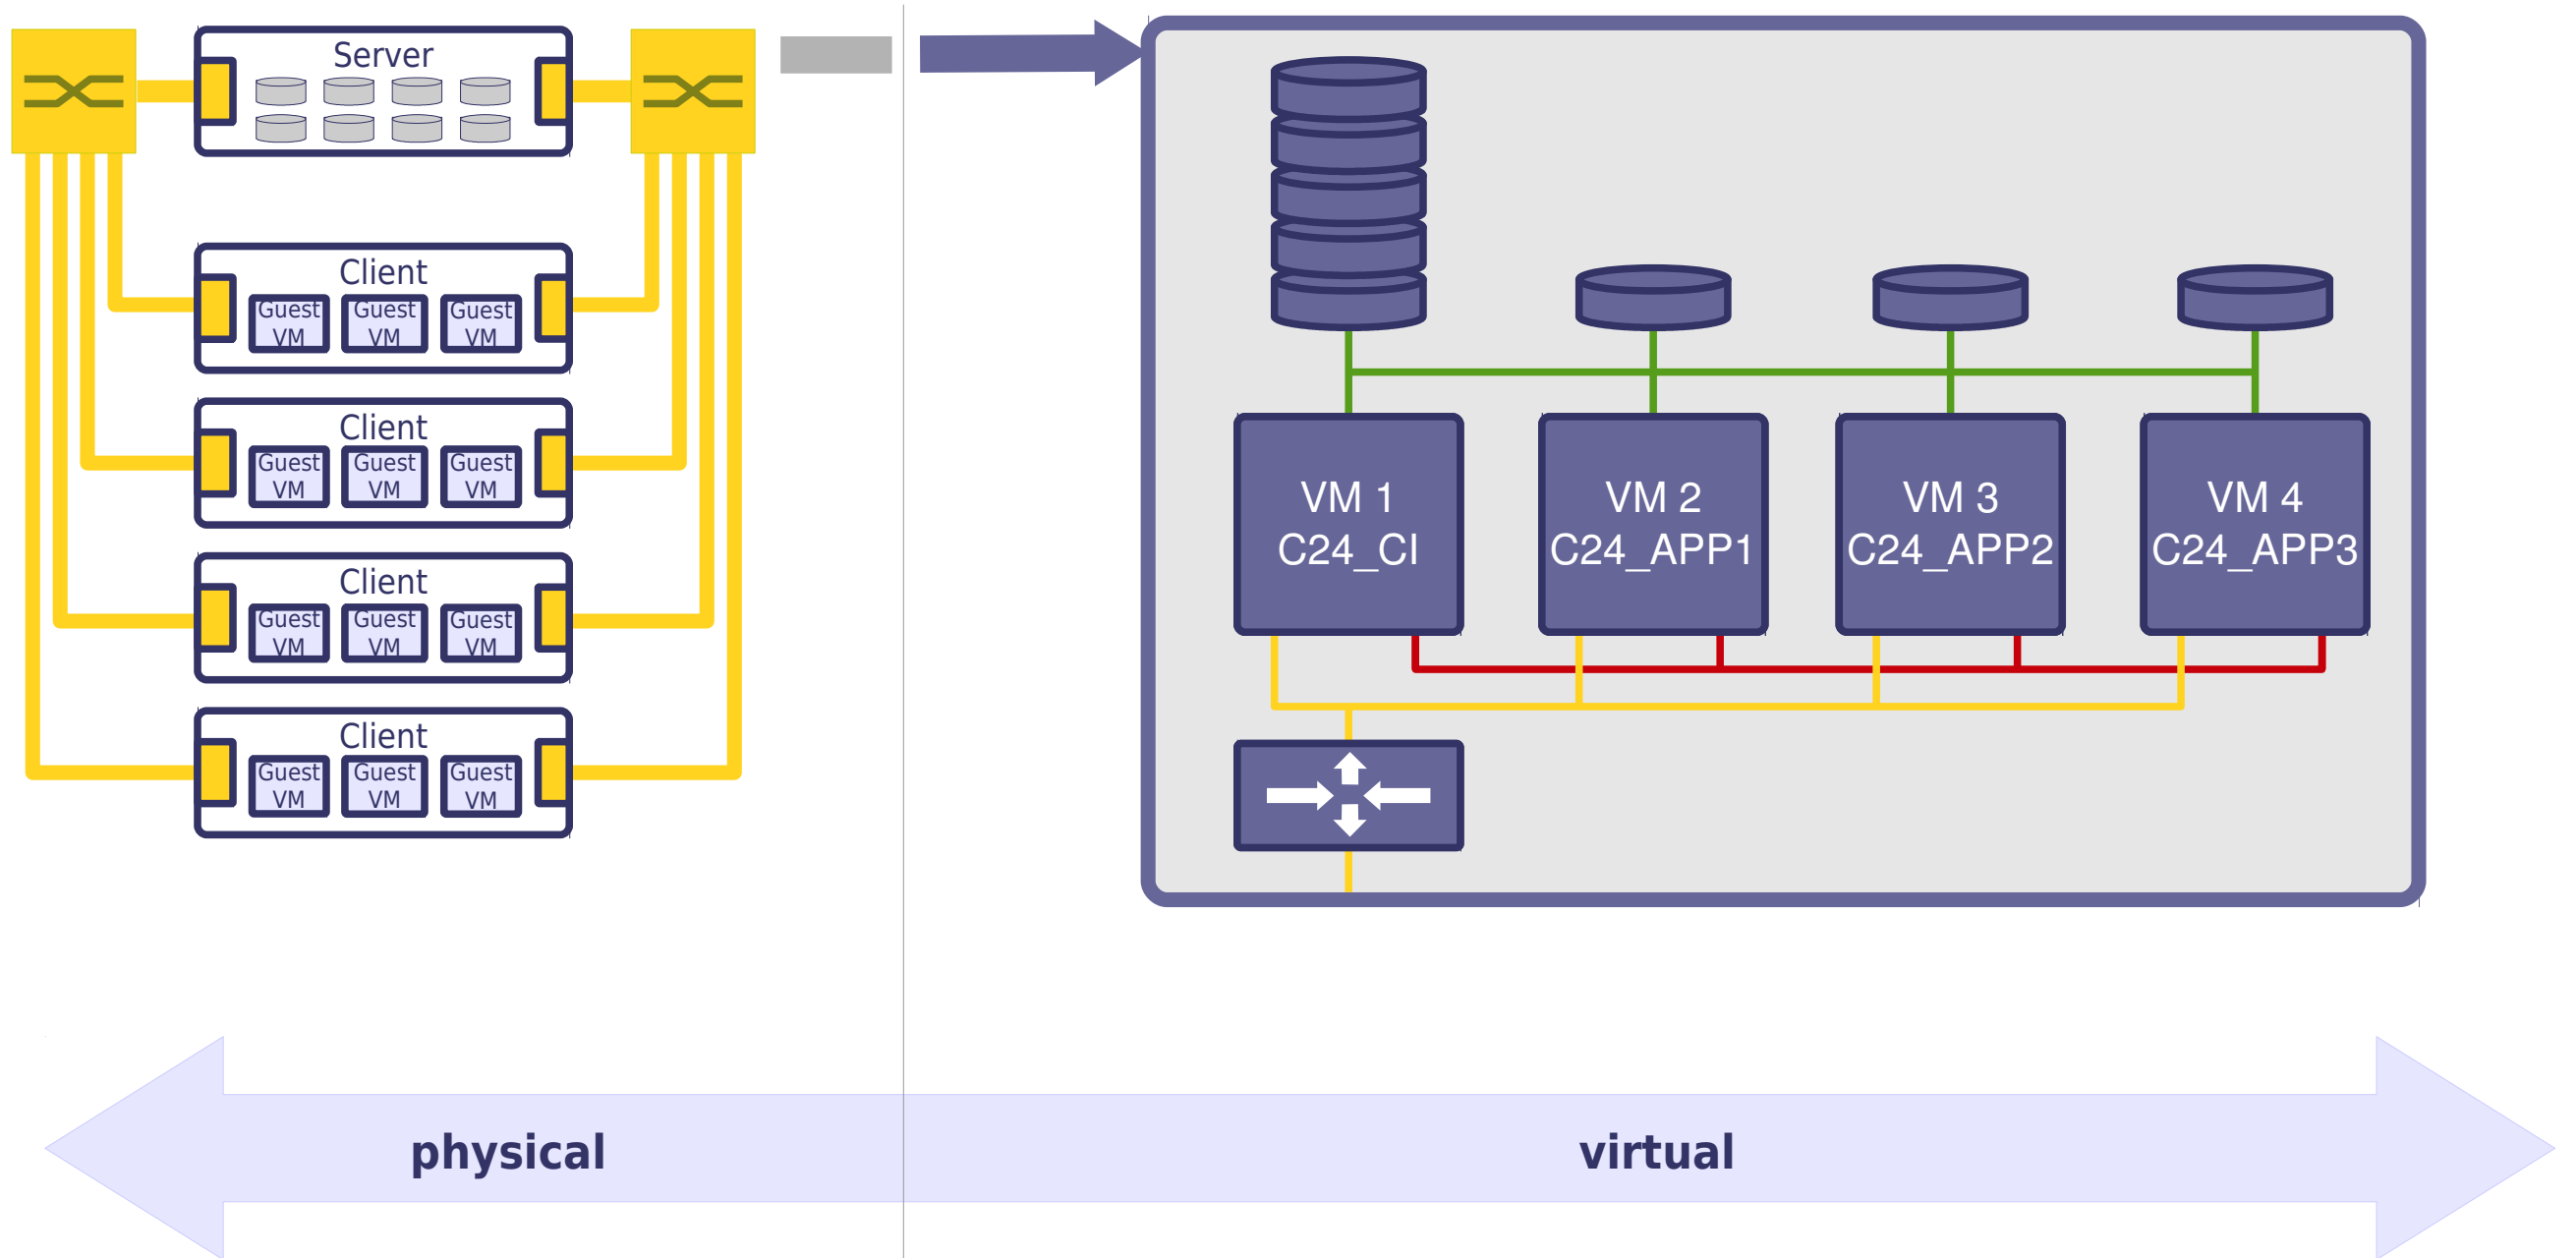 Server
Client
Guest VM
Guest VM
Guest VM
Client
Guest VM
Guest VM
Guest VM
Client
Guest VM
Guest VM
Guest VM
Client
Guest VM
Guest VM
Guest VM
VM 1
C24_CI
VM 2
C24_APP1
VM 3
C24_APP2
VM 4
C24_APP3
physical
virtual